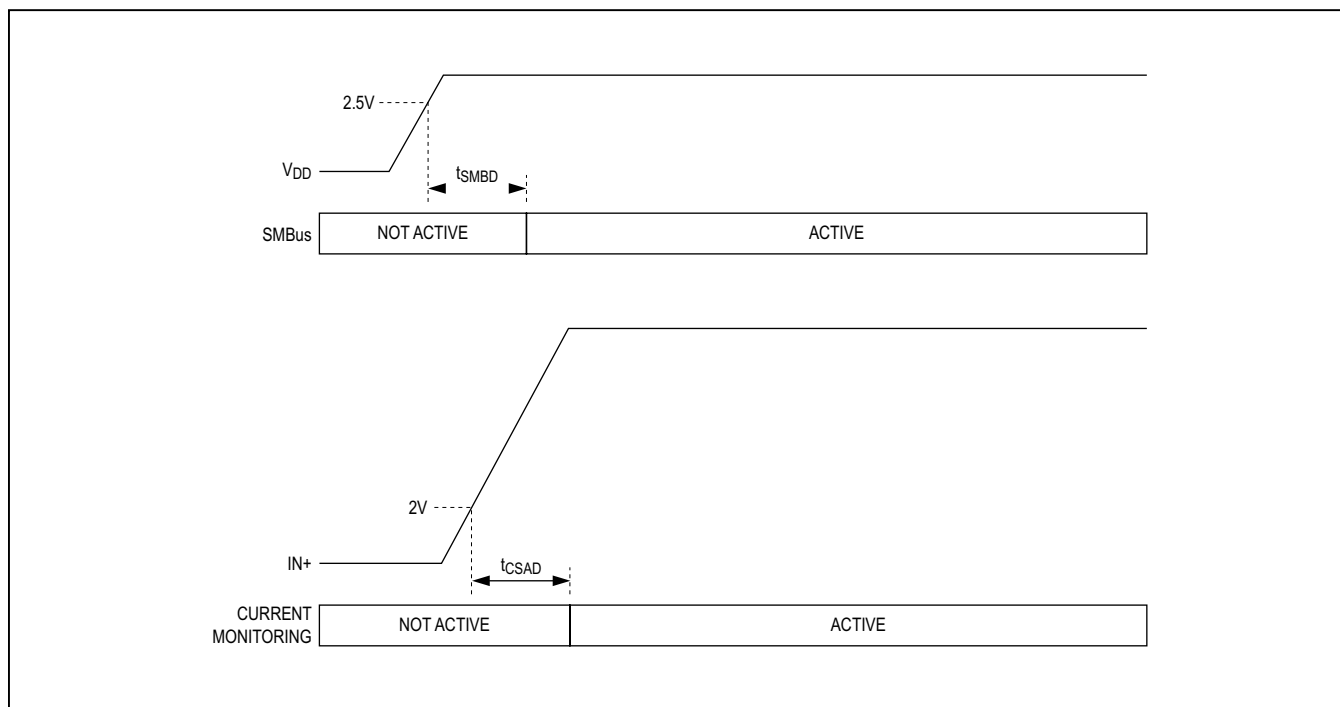 2.5V
VDD
tSMBD
SMBus
NOT ACTIVE
ACTIVE
2V
IN+
tCSAD
CURRENT
MONITORING
NOT ACTIVE
ACTIVE